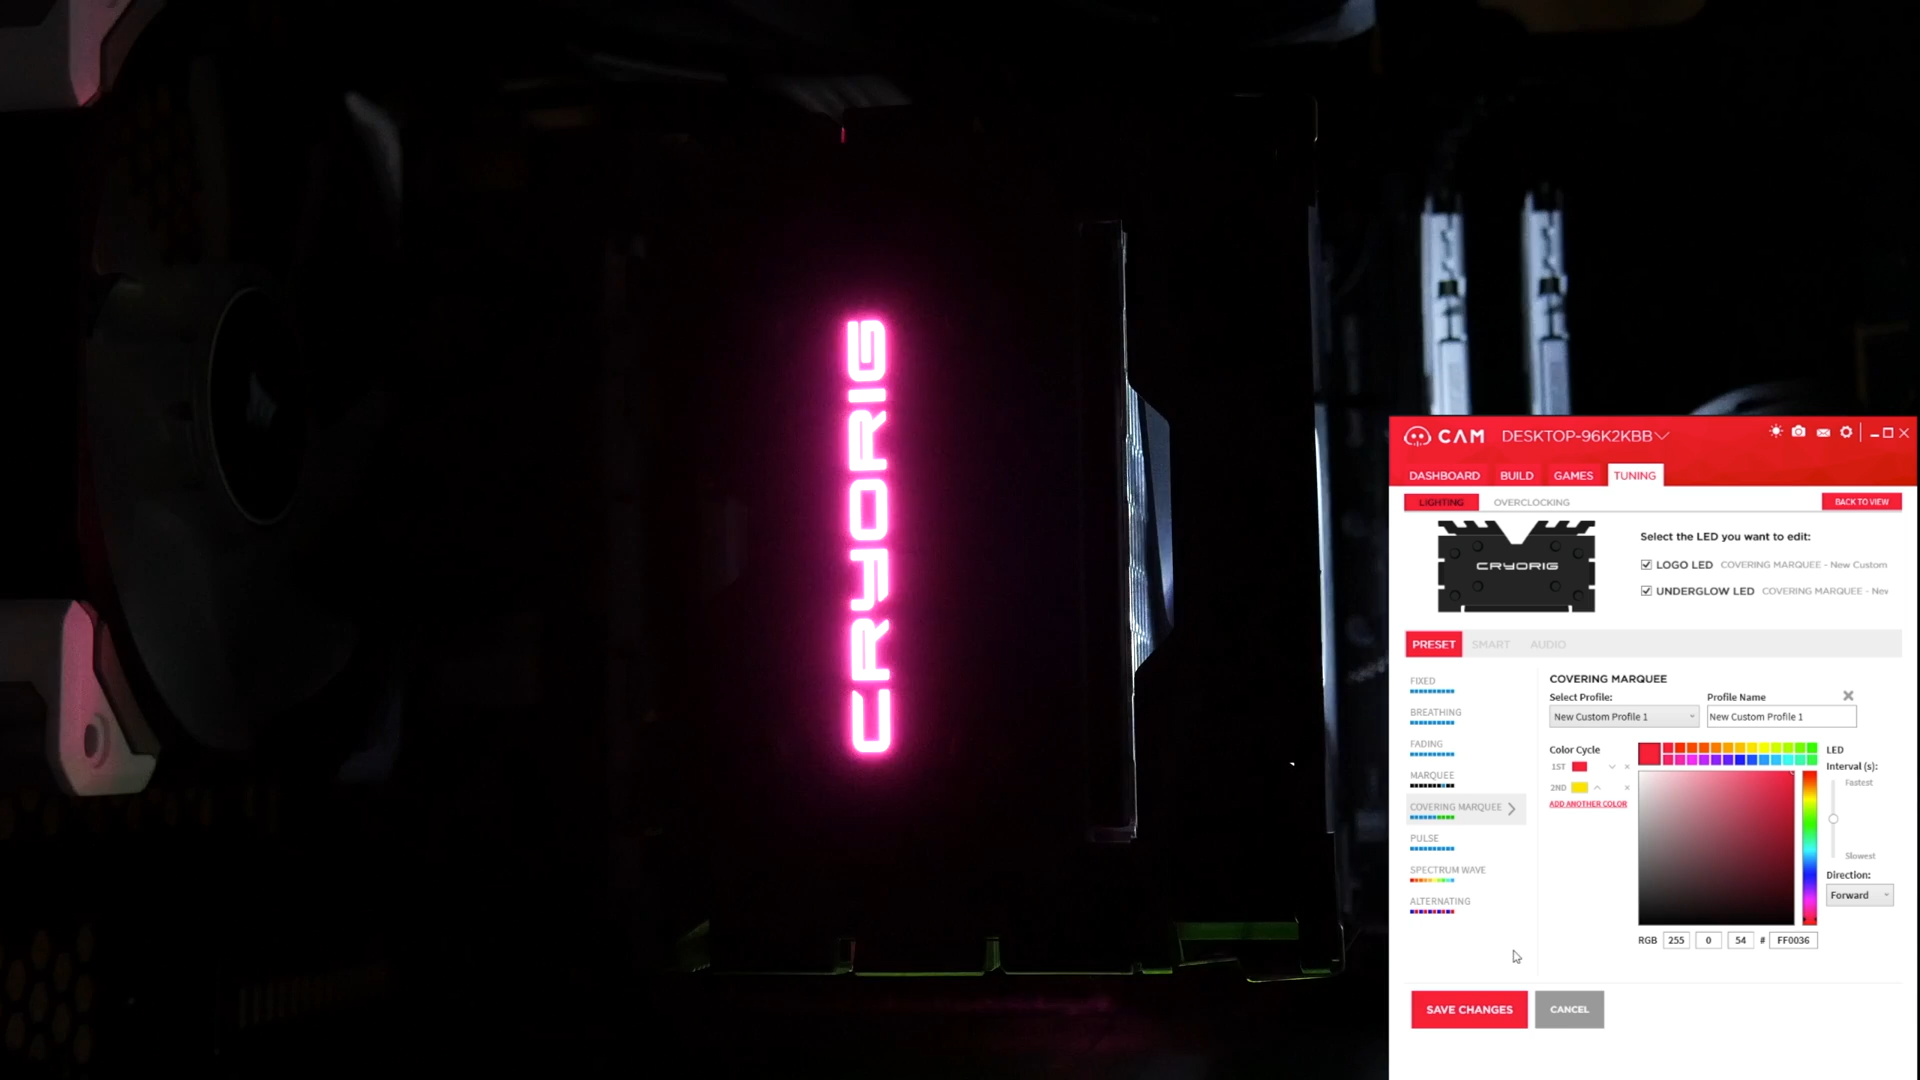 CRYORIG
CAM DESKTOP-96K2KBB
DASHBOARD BUILD GAMES TUNING
LIGHTING OVERCLOCKING BACK TO VIEW
CRYORIG
Select the LED you want to edit:
LOGO LED COVERING MARQUEE - New Custom
UNDERGLOW LED COVERING MARQUEE - Nev
PRESET SMART AUDIO
FIXED
BREATHING
FADING
MARQUEE
COVERING MARQUEE
PULSE
SPECTRUM WAVE
ALTERNATING
COVERING MARQUEE
Select Profile: Profile Name
New Custom Profile 1 New Custom Profile 1
Color Cycle
1ST
2ND
ADD ANOTHER COLOR
LED
Interval (s):
Fastest
Slowest
Direction:
Forward
RGB 255 0 54 # FF0036
SAVE CHANGES CANCEL